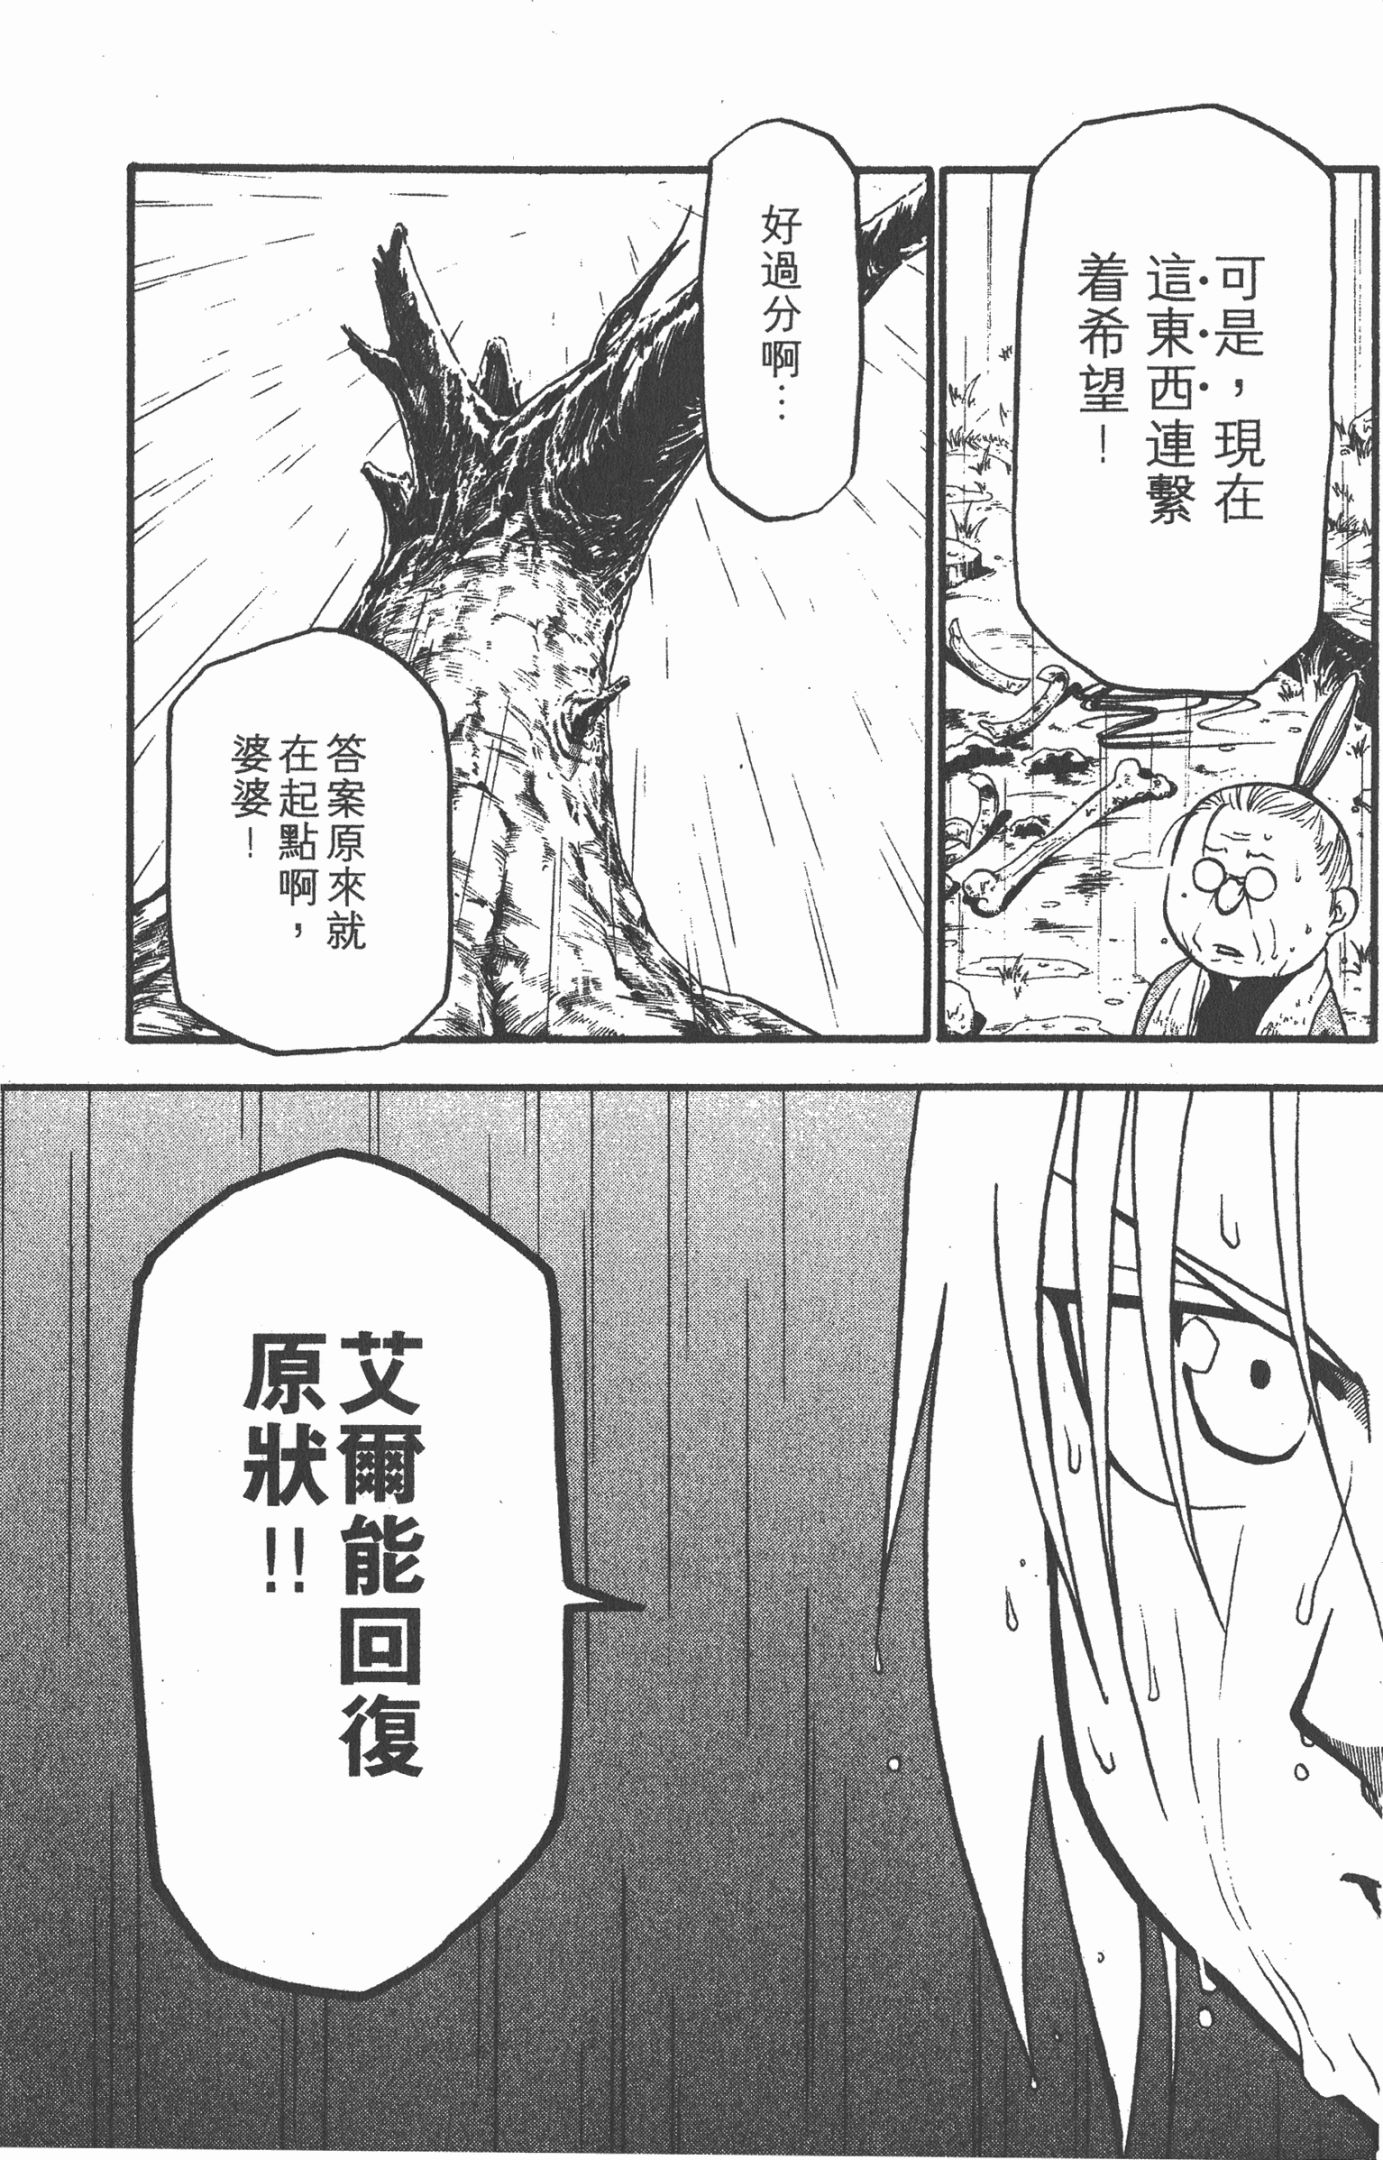 可是，現在
這東西連繫
着希望！
好過分啊…
答案原來就
在起點啊，
婆婆！
艾爾能回復
原狀！！